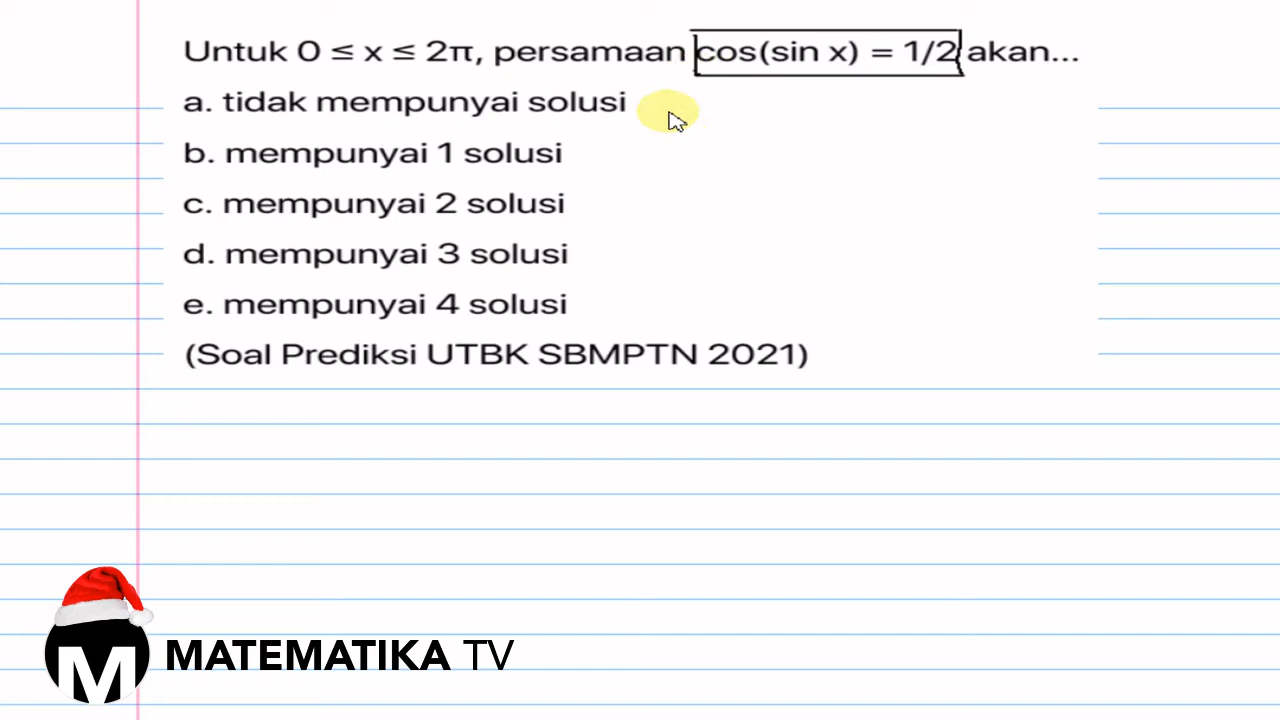 Untuk 0 ≤ x ≤ 2π, persamaan cos(sin x) = 1/2 akan...
a. tidak mempunyai solusi
b. mempunyai 1 solusi
c. mempunyai 2 solusi
d. mempunyai 3 solusi
e. mempunyai 4 solusi
(Soal Prediksi UTBK SBMPTN 2021)
M MATEMATIKA TV